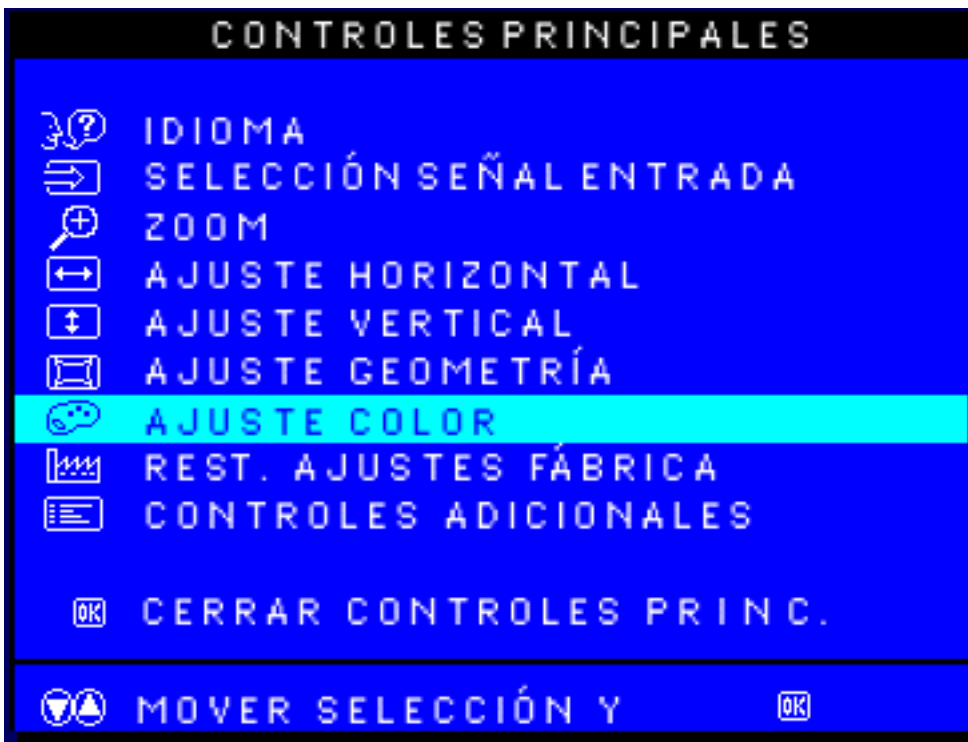 CONTROLES PRINCIPALES
IDIOMA
SELECCIÓN SEÑAL ENTRADA
ZOOM
AJUSTE HORIZONTAL
AJUSTE VERTICAL
AJUSTE GEOMETRÍA
AJUSTE COLOR
REST. AJUSTES FÁBRICA
CONTROLES ADICIONALES
OK CERRAR CONTROLES PRINC.
MOVER SELECCIÓN Y OK